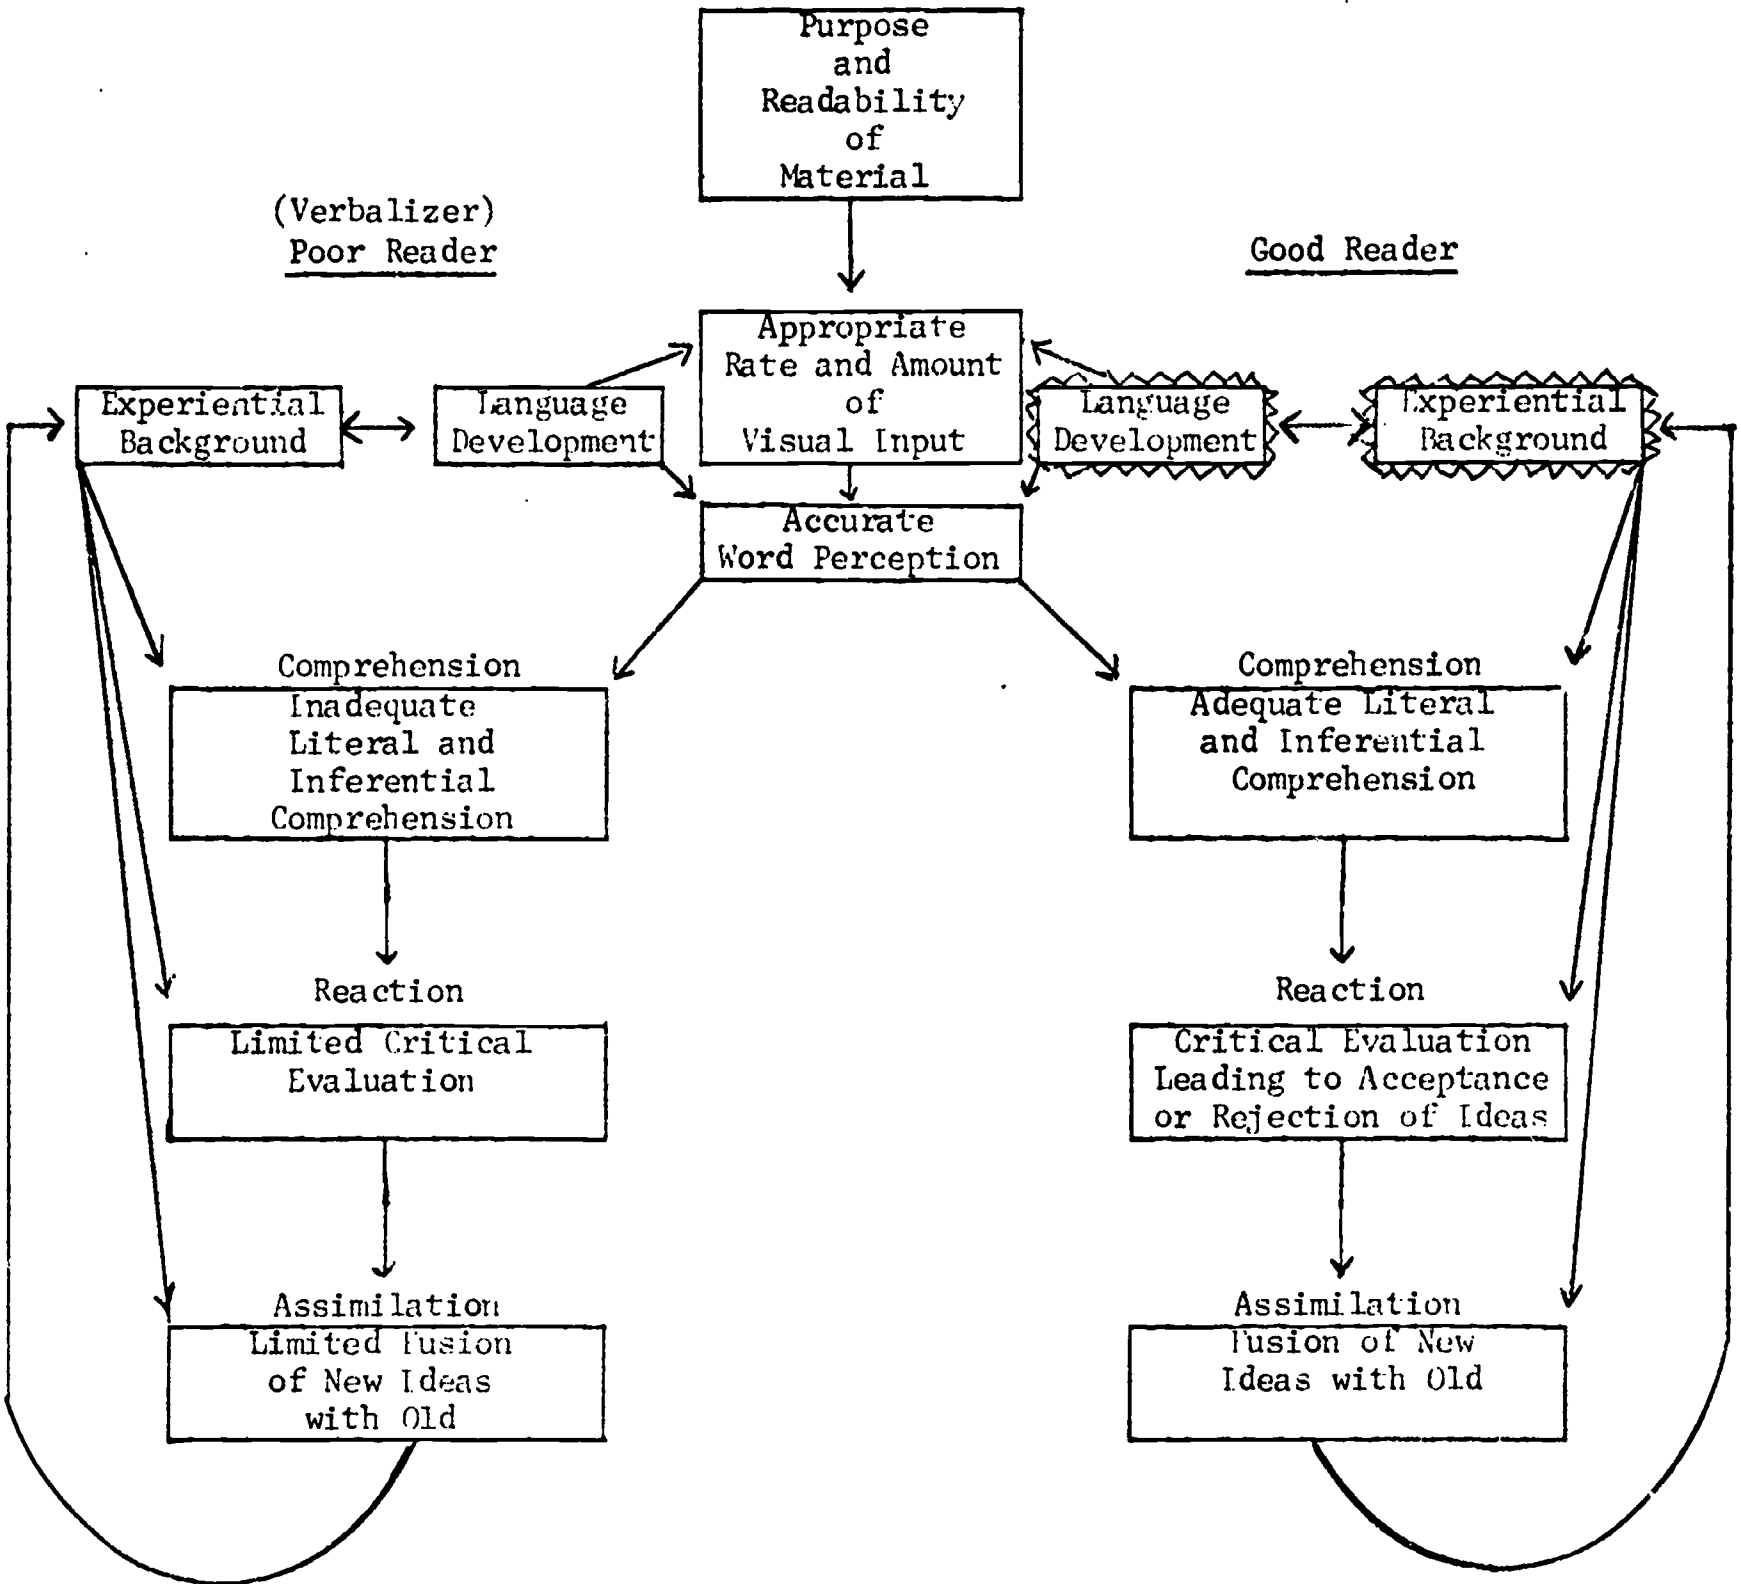 Purpose
and
Readability
of
Material
(Verbalizer)
Poor Reader
Good Reader
Appropriate
Rate and Amount
of
Visual Input
Experiential
Background
Language
Development
Language
Development
Experiential
Background
Accurate
Word Perception
Comprehension
Inadequate
Literal and
Inferential
Comprehension
Comprehension
Adequate Literal
and Inferential
Comprehension
Reaction
Limited Critical
Evaluation
Reaction
Critical Evaluation
Leading to Acceptance
or Rejection of Ideas
Assimilation
Limited Fusion
of New Ideas
with Old
Assimilation
Fusion of New
Ideas with Old